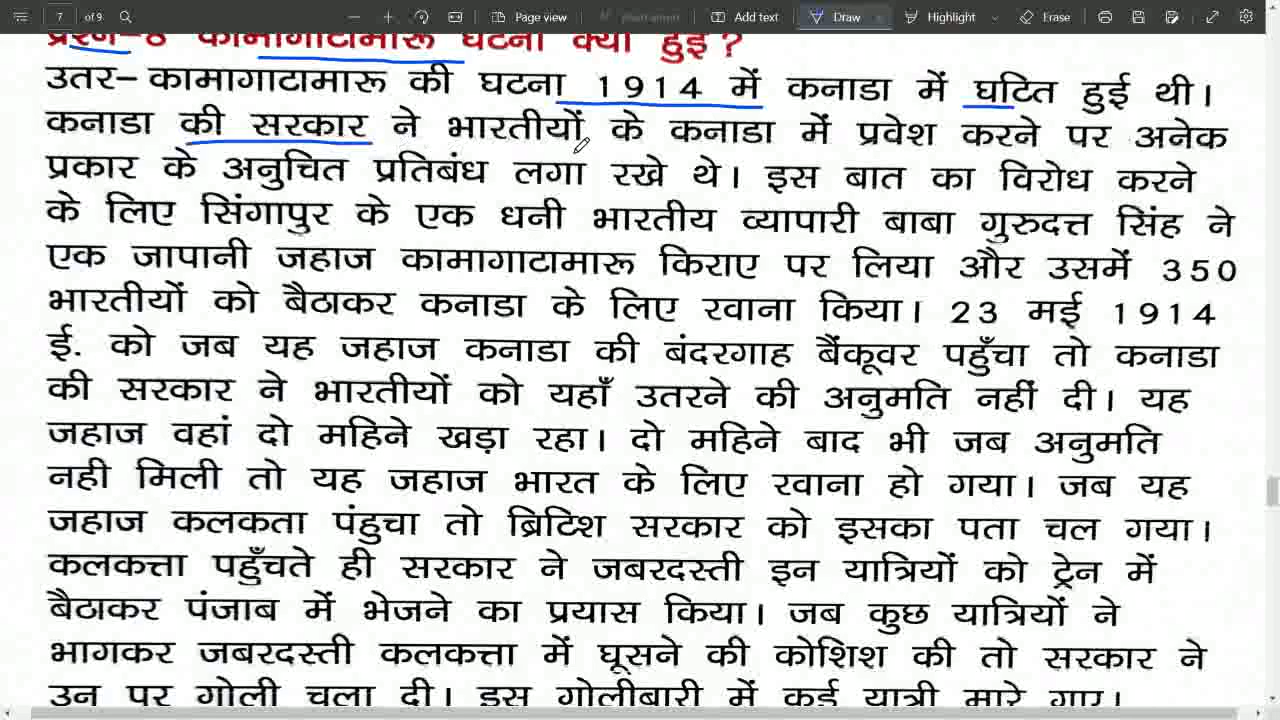 7 of 9 Page view Add text Draw Highlight Erase
प्रश्न-8 कामागाटामारू घटना क्या हुई?
उतर– कामागाटामारू की घटना 1914 में कनाडा में घटित हुई थी।
कनाडा की सरकार ने भारतीयों के कनाडा में प्रवेश करने पर अनेक
प्रकार के अनुचित प्रतिबंध लगा रखे थे। इस बात का विरोध करने
के लिए सिंगापुर के एक धनी भारतीय व्यापारी बाबा गुरुदत्त सिंह ने
एक जापानी जहाज कामागाटामारू किराए पर लिया और उसमें 350
भारतीयों को बैठाकर कनाडा के लिए रवाना किया। 23 मई 1914
ई. को जब यह जहाज कनाडा की बंदरगाह बैंकूवर पहुँचा तो कनाडा
की सरकार ने भारतीयों को यहाँ उतरने की अनुमति नहीं दी। यह
जहाज वहां दो महिने खड़ा रहा। दो महिने बाद भी जब अनुमति
नही मिली तो यह जहाज भारत के लिए रवाना हो गया। जब यह
जहाज कलकता पंहुचा तो ब्रिटिश सरकार को इसका पता चल गया।
कलकत्ता पहुँचते ही सरकार ने जबरदस्ती इन यात्रियों को ट्रेन में
बैठाकर पंजाब में भेजने का प्रयास किया। जब कुछ यात्रियों ने
भागकर जबरदस्ती कलकत्ता में घूसने की कोशिश की तो सरकार ने
उन पर गोली चला दी। इस गोलीबारी में कई यात्री मारे गए।